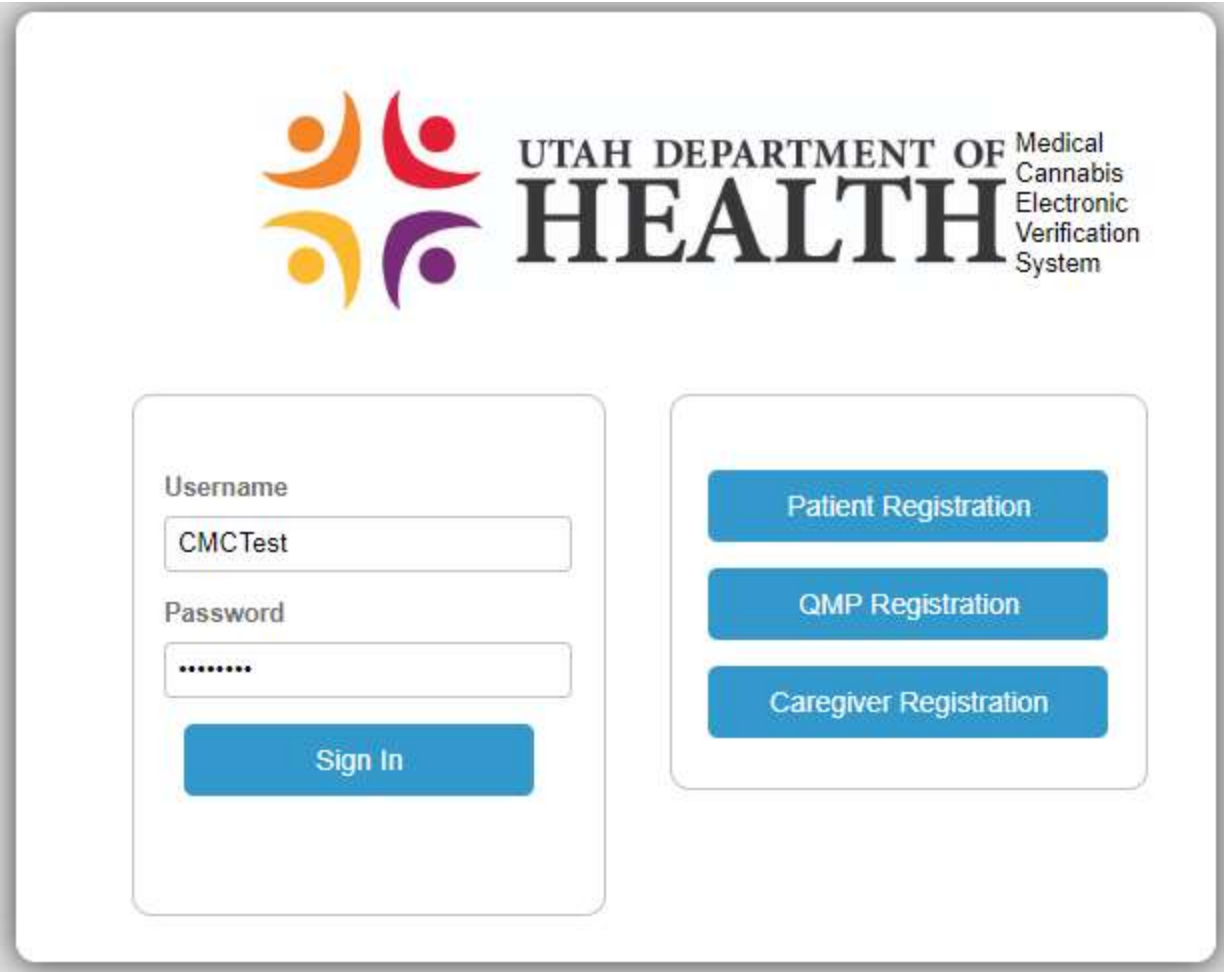 UTAH DEPARTMENT OF
HEALTH
Medical
Cannabis
Electronic
Verification
System
Username
CMCTest
Password
••••••••
Sign In
Patient Registration
QMP Registration
Caregiver Registration